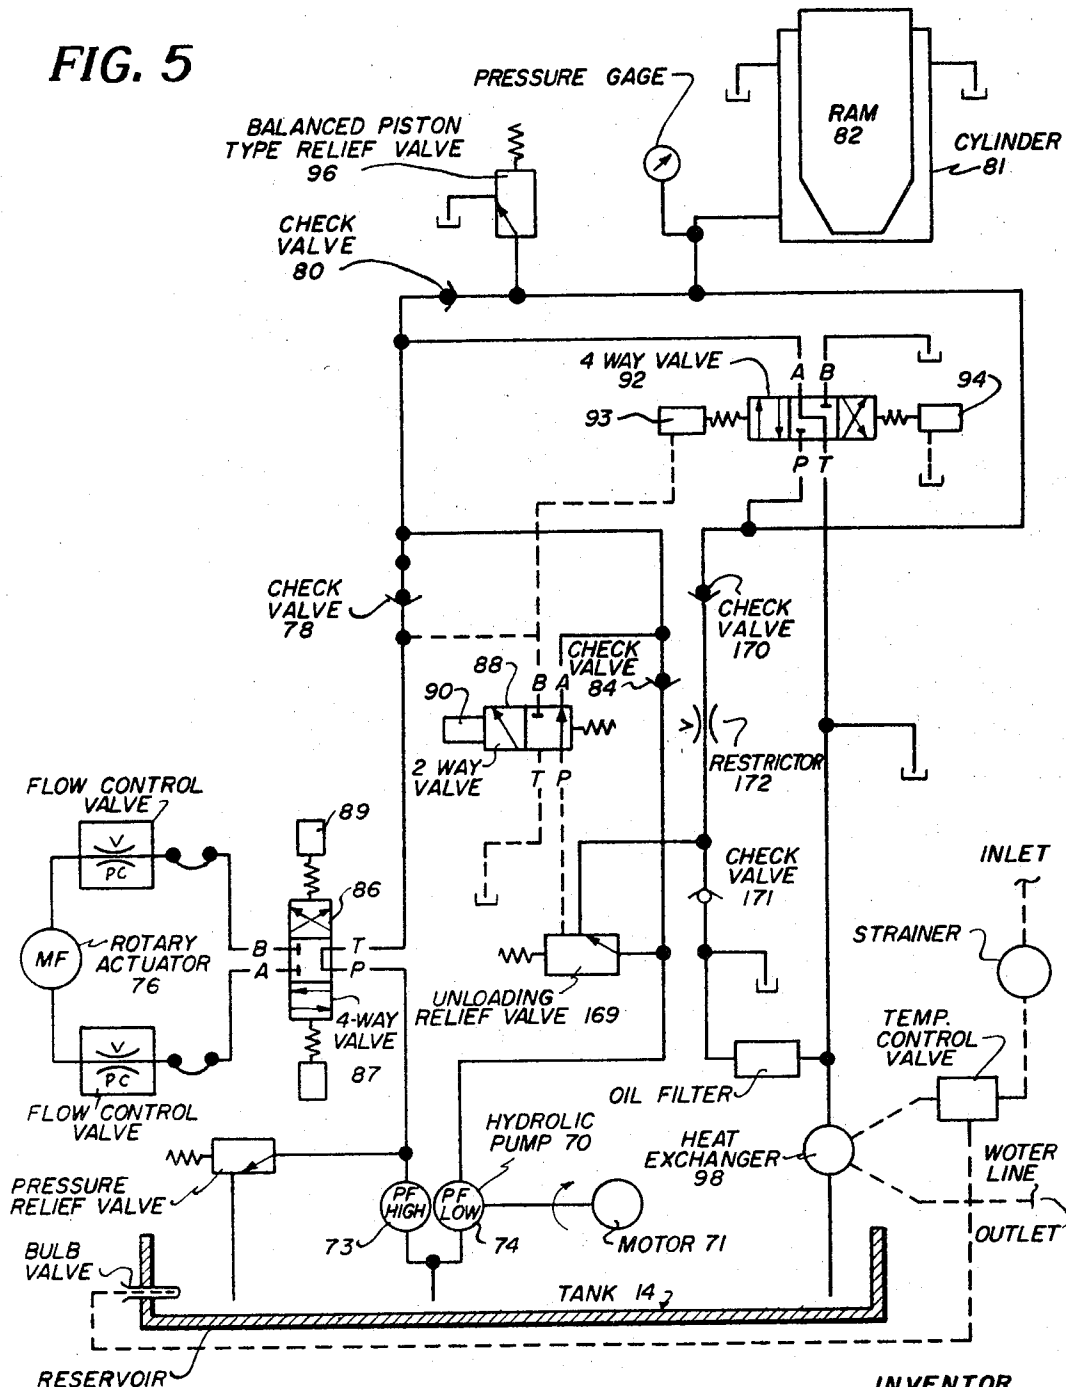 FIG. 5
PRESSURE GAGE
BALANCED PISTON
TYPE RELIEF VALVE
96
RAM
82
CYLINDER
81
CHECK
VALVE
80
4 WAY VALVE
92
A B
94
93
P T
CHECK
VALVE
78
CHECK
VALVE
170
CHECK
VALVE
84
88
B A
90
2 WAY
VALVE
T P
RESTRICTOR
172
FLOW CONTROL
VALVE
V
PC
89
86
CHECK
VALVE
171
INLET
STRAINER
MF
ROTARY
ACTUATOR
76
B
A
T
P
4-WAY
VALVE
87
UNLOADING
RELIEF VALVE 169
TEMP.
CONTROL
VALVE
V
PC
FLOW CONTROL
VALVE
OIL FILTER
HYDROLIC
PUMP 70
HEAT
EXCHANGER
98
WOTER
LINE
PRESSURE
RELIEF VALVE
PF
HIGH
PF
LOW
73
74
MOTOR 71
OUTLET
BULB
VALVE
TANK 14
RESERVOIR
INVENTOR